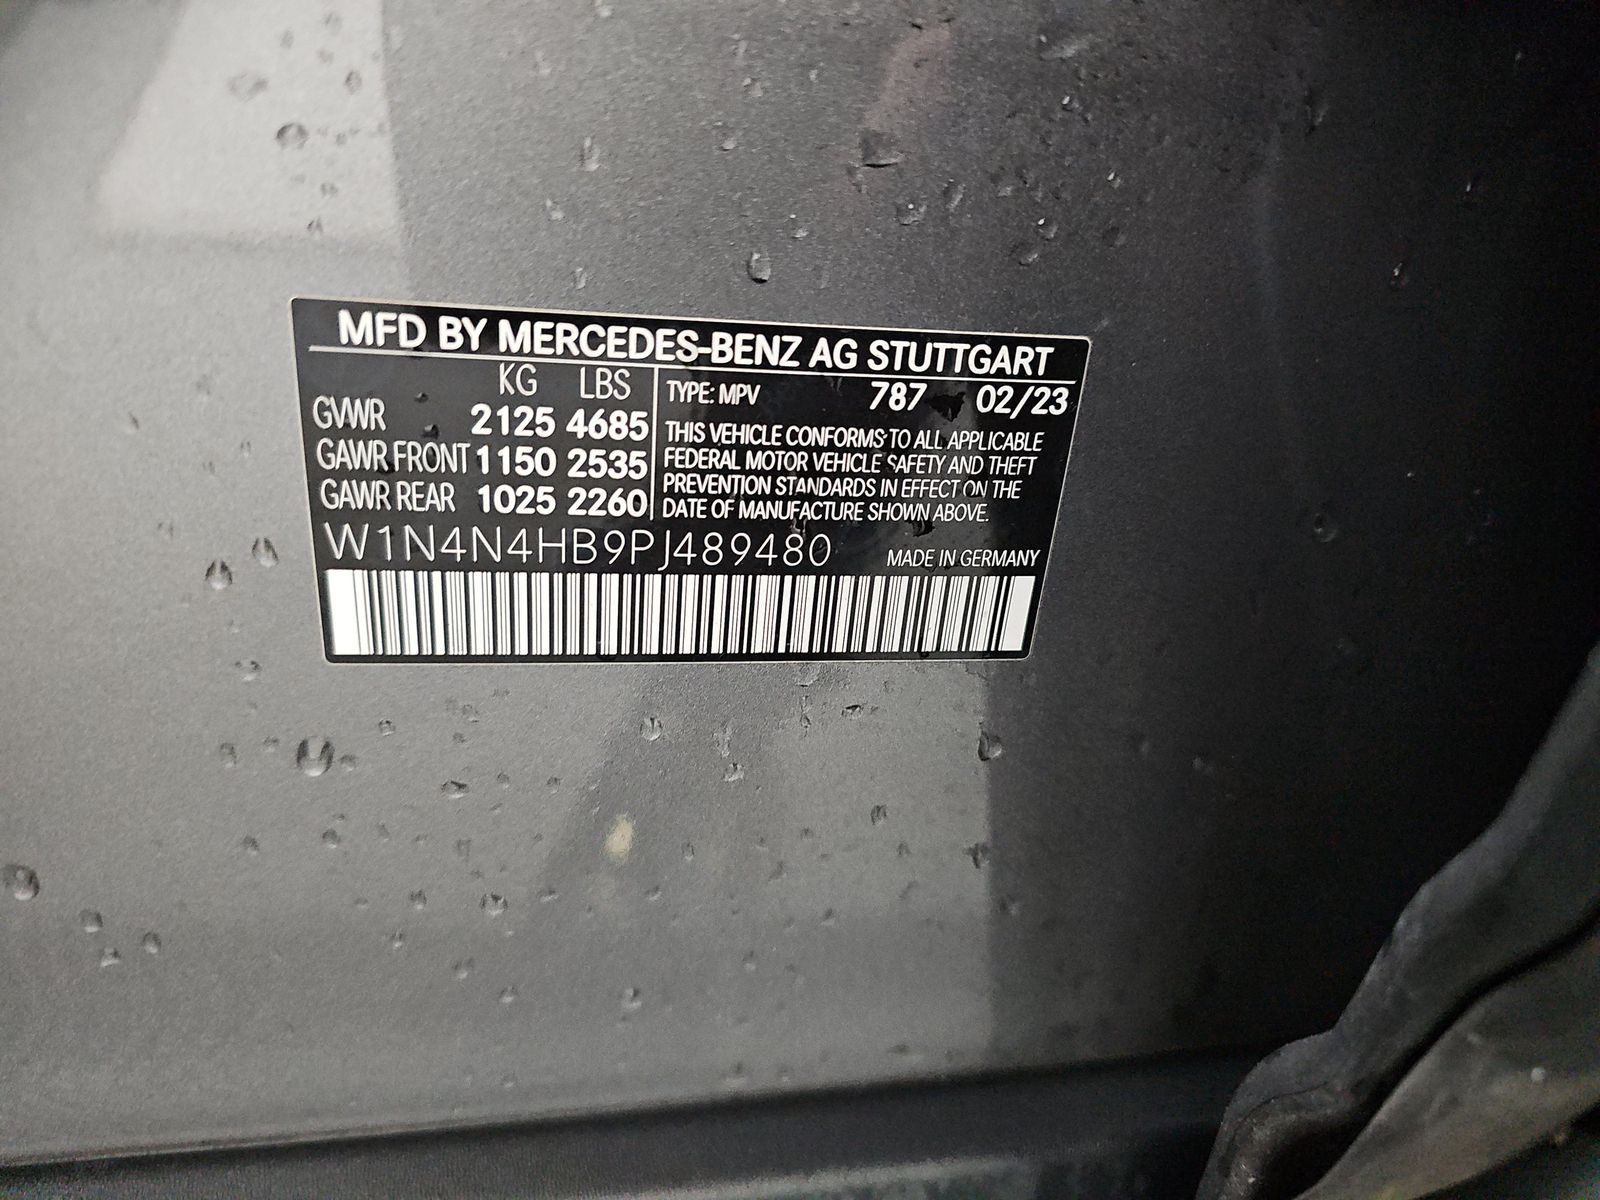 MFD BY MERCEDES-BENZ AG STUTTGART
KG LBS
GVWR 2125 4685
GAWR FRONT 1150 2535
GAWR REAR 1025 2260
TYPE: MPV 787 02/23
THIS VEHICLE CONFORMS TO ALL APPLICABLE
FEDERAL MOTOR VEHICLE SAFETY AND THEFT
PREVENTION STANDARDS IN EFFECT ON THE
DATE OF MANUFACTURE SHOWN ABOVE.
W1N4N4HB9PJ489480 MADE IN GERMANY